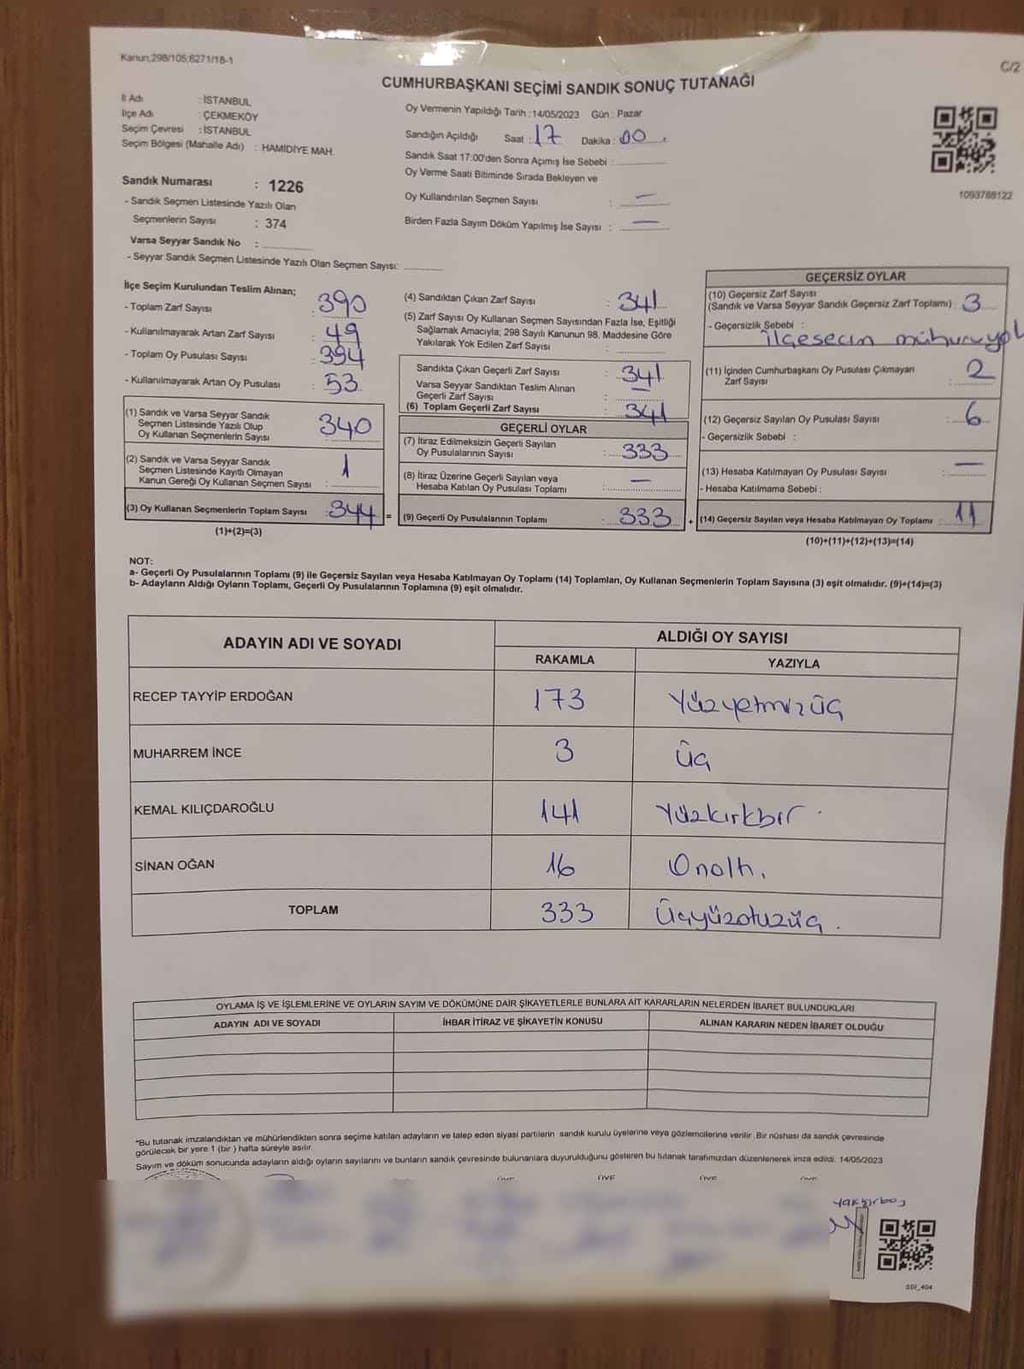 Kanun:298/105;6271/18-1
C/2
CUMHURBAŞKANI SEÇİMİ SANDIK SONUÇ TUTANAĞI
İl Adı : İSTANBUL
İlçe Adı : ÇEKMEKÖY
Seçim Çevresi : İSTANBUL
Seçim Bölgesi (Mahalle Adı) : HAMİDİYE MAH.
Sandık Numarası : 1226
- Sandık Seçmen Listesinde Yazılı Olan
Seçmenlerin Sayısı : 374
Varsa Seyyar Sandık No :
- Seyyar Sandık Seçmen Listesinde Yazılı Olan Seçmen Sayısı:
Oy Vermenin Yapıldığı Tarih : 14/05/2023 Gün : Pazar
Sandığın Açıldığı Saat : 17 Dakika : 00
Sandık Saat 17:00'den Sonra Açımış İse Sebebi :
Oy Verme Saati Bitiminde Sırada Bekleyen ve
Oy Kullandırılan Seçmen Sayısı : —
Birden Fazla Sayım Döküm Yapılmış İse Sayısı : —
1093788122
İlçe Seçim Kurulundan Teslim Alınan;
- Toplam Zarf Sayısı : 390
- Kullanılmayarak Artan Zarf Sayısı : 49
- Toplam Oy Pusulası Sayısı : 394
- Kullanılmayarak Artan Oy Pusulası : 53
(1) Sandık ve Varsa Seyyar Sandık
Seçmen Listesinde Yazılı Olup
Oy Kullanan Seçmenlerin Sayısı : 340
(2) Sandık ve Varsa Seyyar Sandık
Seçmen Listesinde Kayıtlı Olmayan
Kanun Gereği Oy Kullanan Seçmen Sayısı : 1
(3) Oy Kullanan Seçmenlerin Toplam Sayısı : 344 =
(1)+(2)=(3)
(4) Sandıktan Çıkan Zarf Sayısı : 341
(5) Zarf Sayısı Oy Kullanan Seçmen Sayısından Fazla İse, Eşitliği
Sağlamak Amacıyla; 298 Sayılı Kanunun 98. Maddesine Göre
Yakılarak Yok Edilen Zarf Sayısı :
Sandıkta Çıkan Geçerli Zarf Sayısı : 341
Varsa Seyyar Sandıktan Teslim Alınan
Geçerli Zarf Sayısı : —
(6) Toplam Geçerli Zarf Sayısı : 341
GEÇERLİ OYLAR
(7) İtiraz Edilmeksizin Geçerli Sayılan
Oy Pusulalarının Sayısı : 333
(8) İtiraz Üzerine Geçerli Sayılan veya
Hesaba Katılan Oy Pusulası Toplamı : —
(9) Geçerli Oy Pusulalarının Toplamı : 333 +
GEÇERSİZ OYLAR
(10) Geçersiz Zarf Sayısı
(Sandık ve Varsa Seyyar Sandık Geçersiz Zarf Toplamı) : 3
- Geçersizlik Sebebi :
ilçesecim mühürü yok
(11) İçinden Cumhurbaşkanı Oy Pusulası Çıkmayan
Zarf Sayısı : 2
(12) Geçersiz Sayılan Oy Pusulası Sayısı : 6
- Geçersizlik Sebebi :
(13) Hesaba Katılmayan Oy Pusulası Sayısı : —
- Hesaba Katılmama Sebebi :
(14) Geçersiz Sayılan veya Hesaba Katılmayan Oy Toplamı : 11
(10)+(11)+(12)+(13)=(14)
NOT:
a- Geçerli Oy Pusulalarının Toplamı (9) ile Geçersiz Sayılan veya Hesaba Katılmayan Oy Toplamı (14) Toplamları, Oy Kullanan Seçmenlerin Toplam Sayısına (3) eşit olmalıdır. (9)+(14)=(3)
b- Adayların Aldığı Oyların Toplamı, Geçerli Oy Pusulalarının Toplamına (9) eşit olmalıdır.
ADAYIN ADI VE SOYADI
ALDIĞI OY SAYISI
RAKAMLA YAZIYLA
RECEP TAYYİP ERDOĞAN 173 Yüzyetmişüç
MUHARREM İNCE 3 Üç
KEMAL KILIÇDAROĞLU 141 Yüzkırkbir
SİNAN OĞAN 16 Onaltı.
TOPLAM 333 Üçyüzotuzüç.
OYLAMA İŞ VE İŞLEMLERİNE VE OYLARIN SAYIM VE DÖKÜMÜNE DAİR ŞİKAYETLERLE BUNLARA AİT KARARLARIN NELERDEN İBARET BULUNDUKLARI
ADAYIN ADI VE SOYADI İHBAR İTİRAZ VE ŞİKAYETİN KONUSU ALINAN KARARIN NEDEN İBARET OLDUĞU
*Bu tutanak imzalandıktan ve mühürlendikten sonra seçime katılan adayların ve talep eden siyasi partilerin sandık kurulu üyelerine veya gözlemcilerine verilir. Bir nüshası da sandık çevresinde
görülecek bir yere 1 (bir) hafta süreyle asılır.
Sayım ve döküm sonucunda adayların aldığı oyların sayılarını ve bunların sandık çevresinde bulunanlara duyurulduğunu gösteren bu tutanak tarafımızdan düzenlenerek imza edildi. 14/05/2023